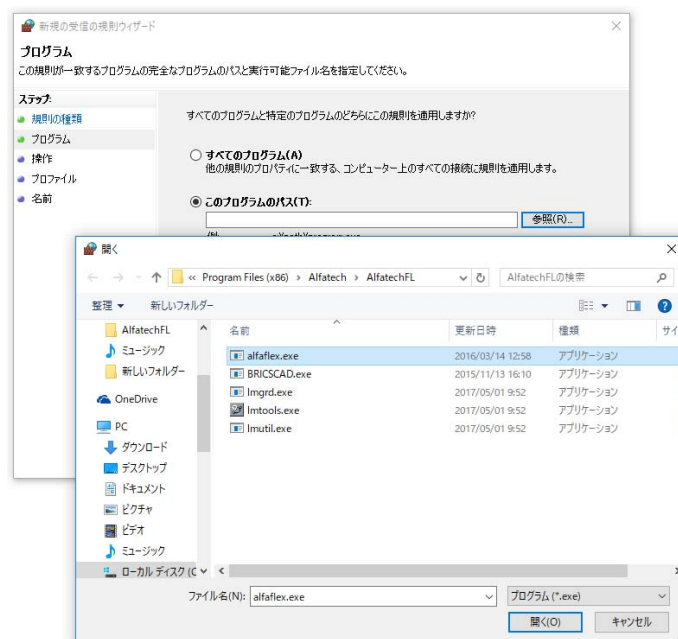 新規の受信の規則ウィザード
プログラム
この規則が一致するプログラムの完全なプログラムのパスと実行可能ファイル名を指定してください。
ステップ:
規則の種類
プログラム
操作
プロファイル
名前
すべてのプログラムと特定のプログラムのどちらにこの規則を適用しますか?
すべてのプログラム(A)
他の規則のプロパティに一致する、コンピューター上のすべての接続に規則を適用します。
このプログラムのパス(T):
参照(R)...
開く
« Program Files (x86) › Alfatech › AlfatechFL
AlfatechFLの検索
整理 新しいフォルダー
AlfatechFL
ミュージック
新しいフォルダー
OneDrive
PC
ダウンロード
デスクトップ
ドキュメント
ピクチャ
ビデオ
ミュージック
ローカル ディスク (C
名前 更新日時 種類 サイ
alfaflex.exe 2016/03/14 12:58 アプリケーション
BRICSCAD.exe 2015/11/13 16:10 アプリケーション
lmgrd.exe 2017/05/01 9:52 アプリケーション
lmtools.exe 2017/05/01 9:52 アプリケーション
lmutil.exe 2017/05/01 9:52 アプリケーション
ファイル名(N): alfaflex.exe プログラム (*.exe)
開く(O) キャンセル